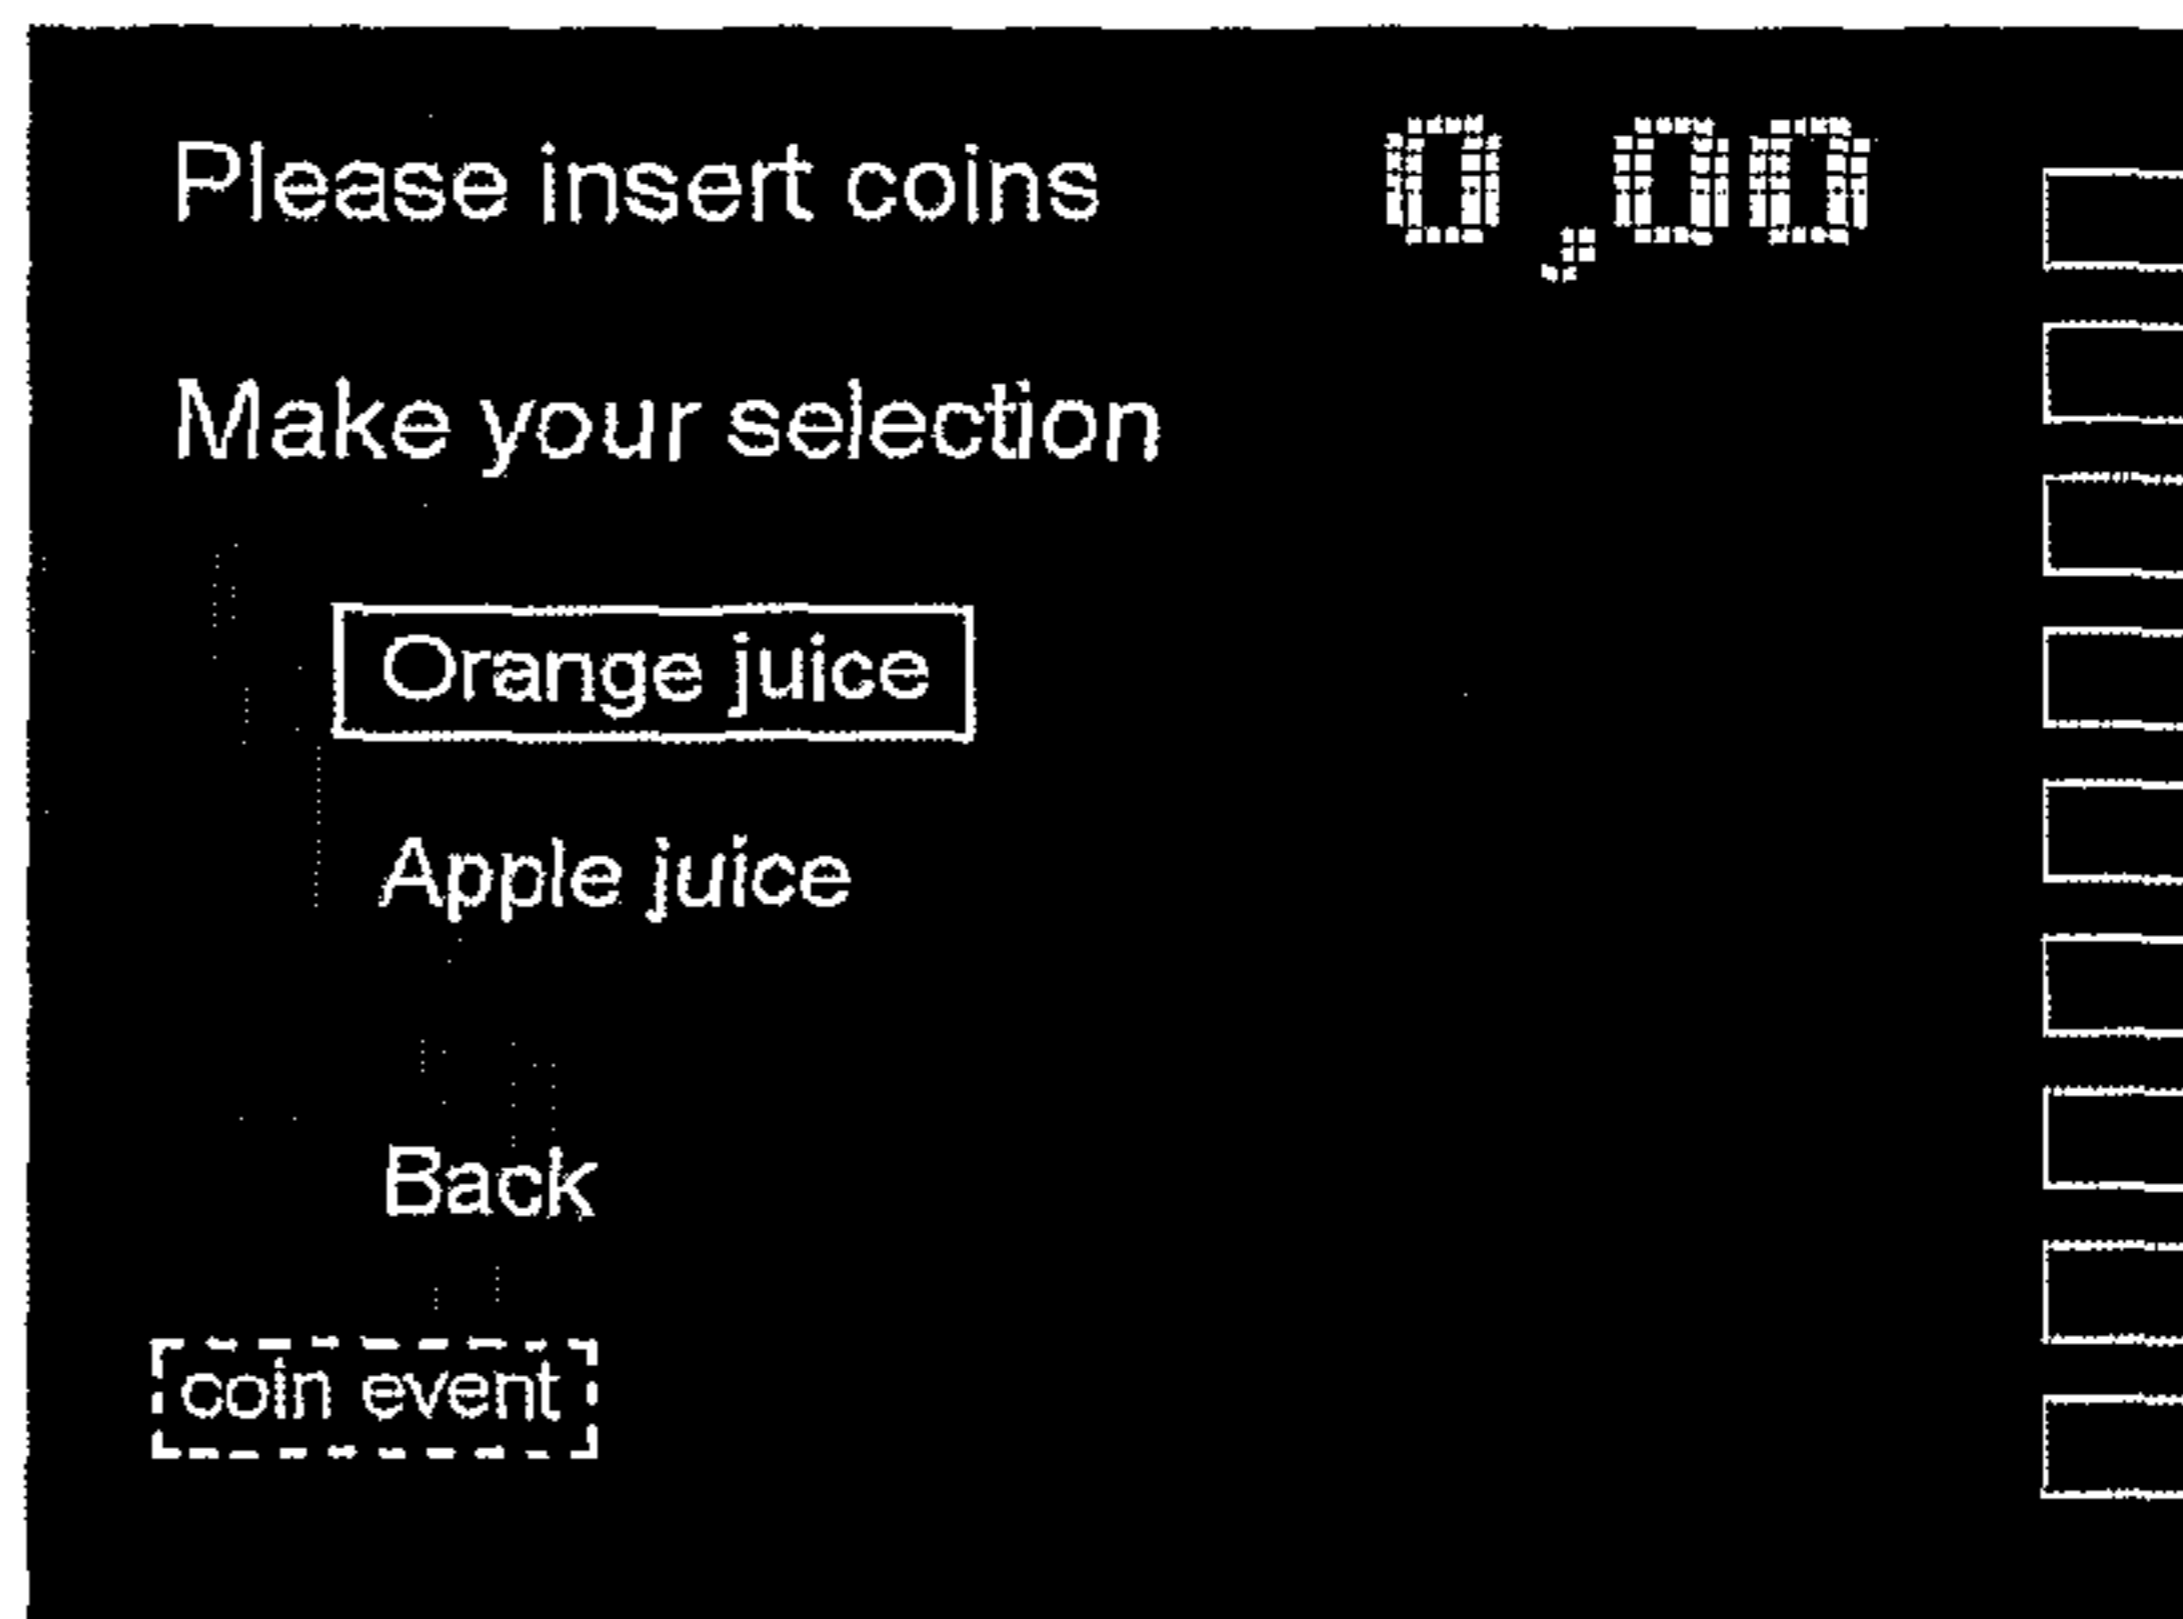 Please insert coins 0,00
Make your selection
Orange juice
Apple juice
Back
coin event